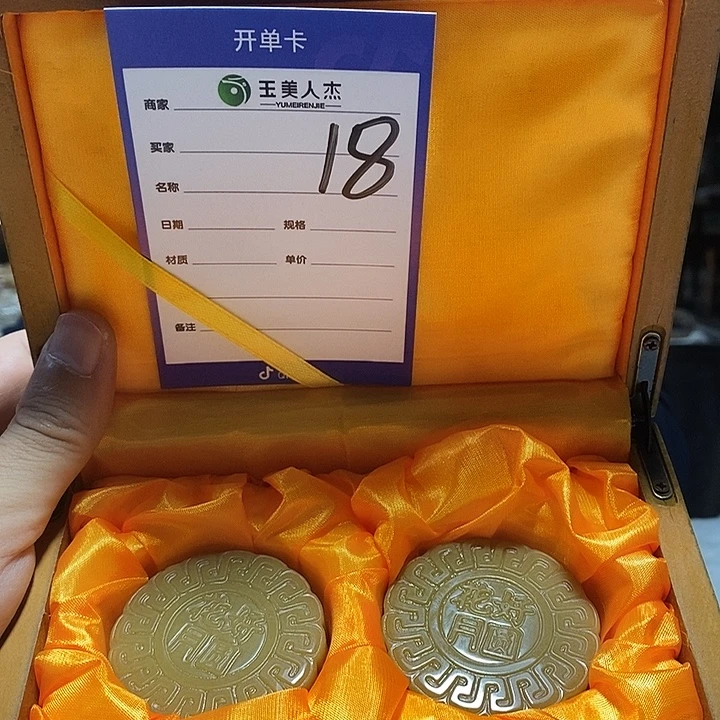 开单卡
玉美人杰
YUMEIRENJIE
商家
18
买家
名称
日期 规格
材质 单价
备注
花好
月圆
花好
月圆